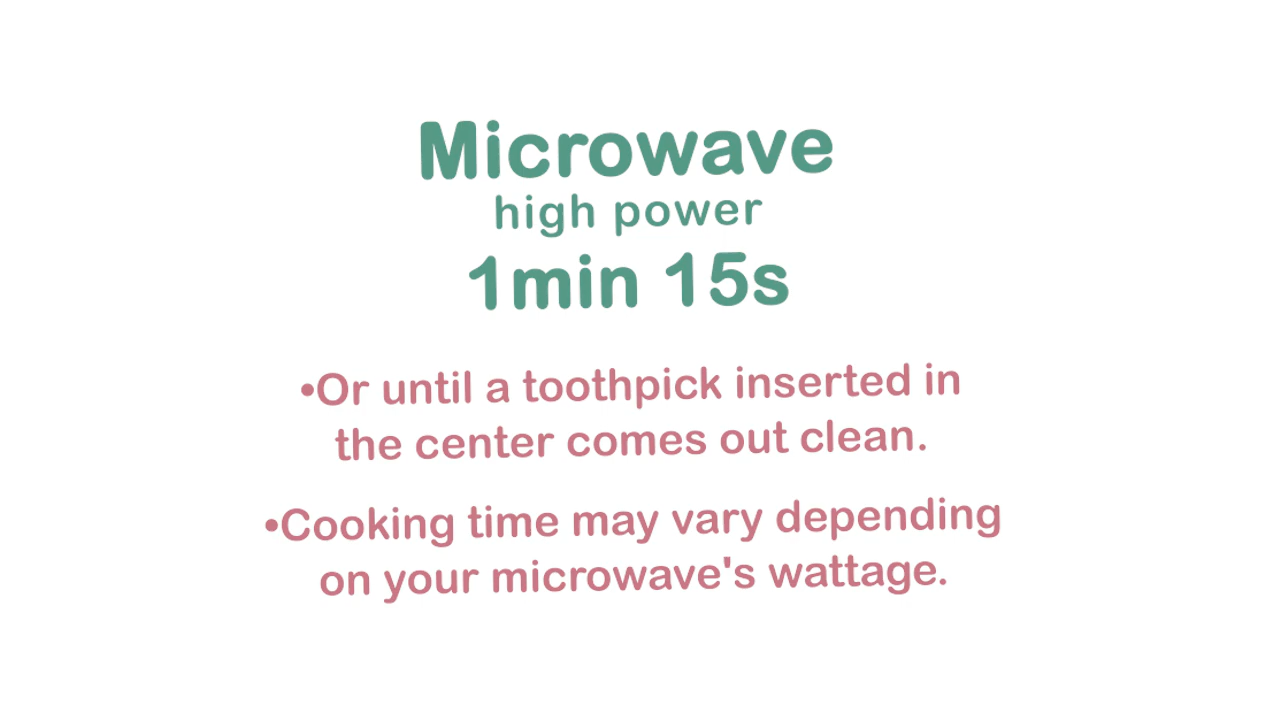 Microwave
high power
1min 15s
•Or until a toothpick inserted in
the center comes out clean.
•Cooking time may vary depending
on your microwave's wattage.